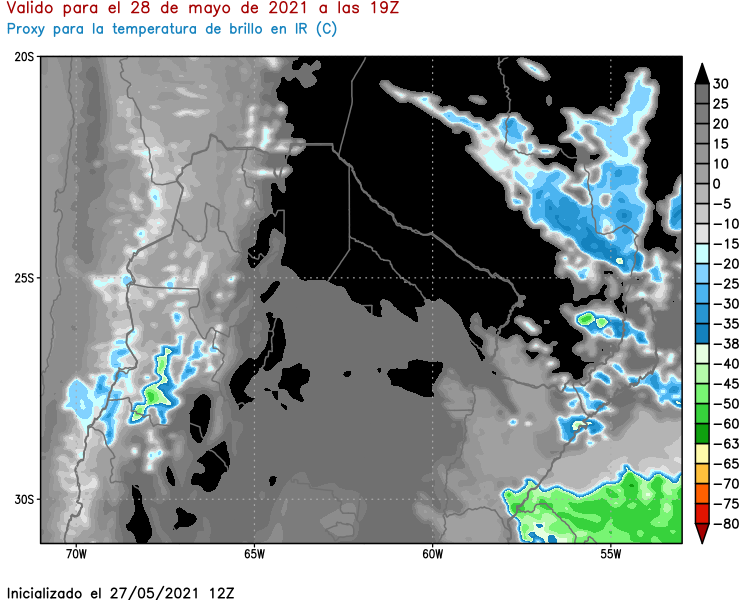 Valido para el 28 de mayo de 2021 a las 19Z
Proxy para la temperatura de brillo en IR (C)
20S
25S
30S
70W
65W
60W
55W
30
25
20
15
10
0
-5
-10
-15
-20
-25
-30
-35
-38
-40
-45
-50
-60
-63
-65
-70
-75
-80
Inicializado el 27/05/2021 12Z